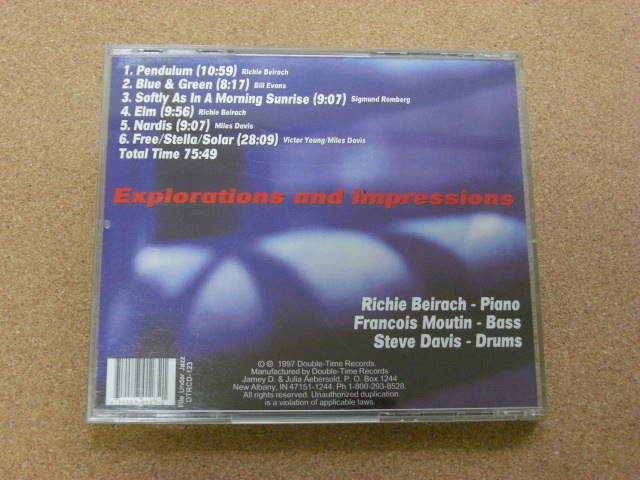 1. Pendulum (10:59) Richie Beirach
2. Blue & Green (8:17) Bill Evans
3. Softly As In A Morning Sunrise (9:07) Sigmund Romberg
4. Elm (9:56) Richie Beirach
5. Nardis (9:07) Miles Davis
6. Free/Stella/Solar (28:09) Victor Young/Miles Davis
Total Time 75:49
Explorations and Impressions
Richie Beirach - Piano
Francois Moutin - Bass
Steve Davis - Drums
© ℗ 1997 Double-Time Records.
Manufactured by Double-Time Records
Jamey D. & Julia Aebersold, P. O. Box 1244
New Albany, IN 47151-1244. Ph 1-800-293-8528.
All rights reserved. Unauthorized duplication
is a violation of applicable laws.
File Under Jazz
DTRCD-123